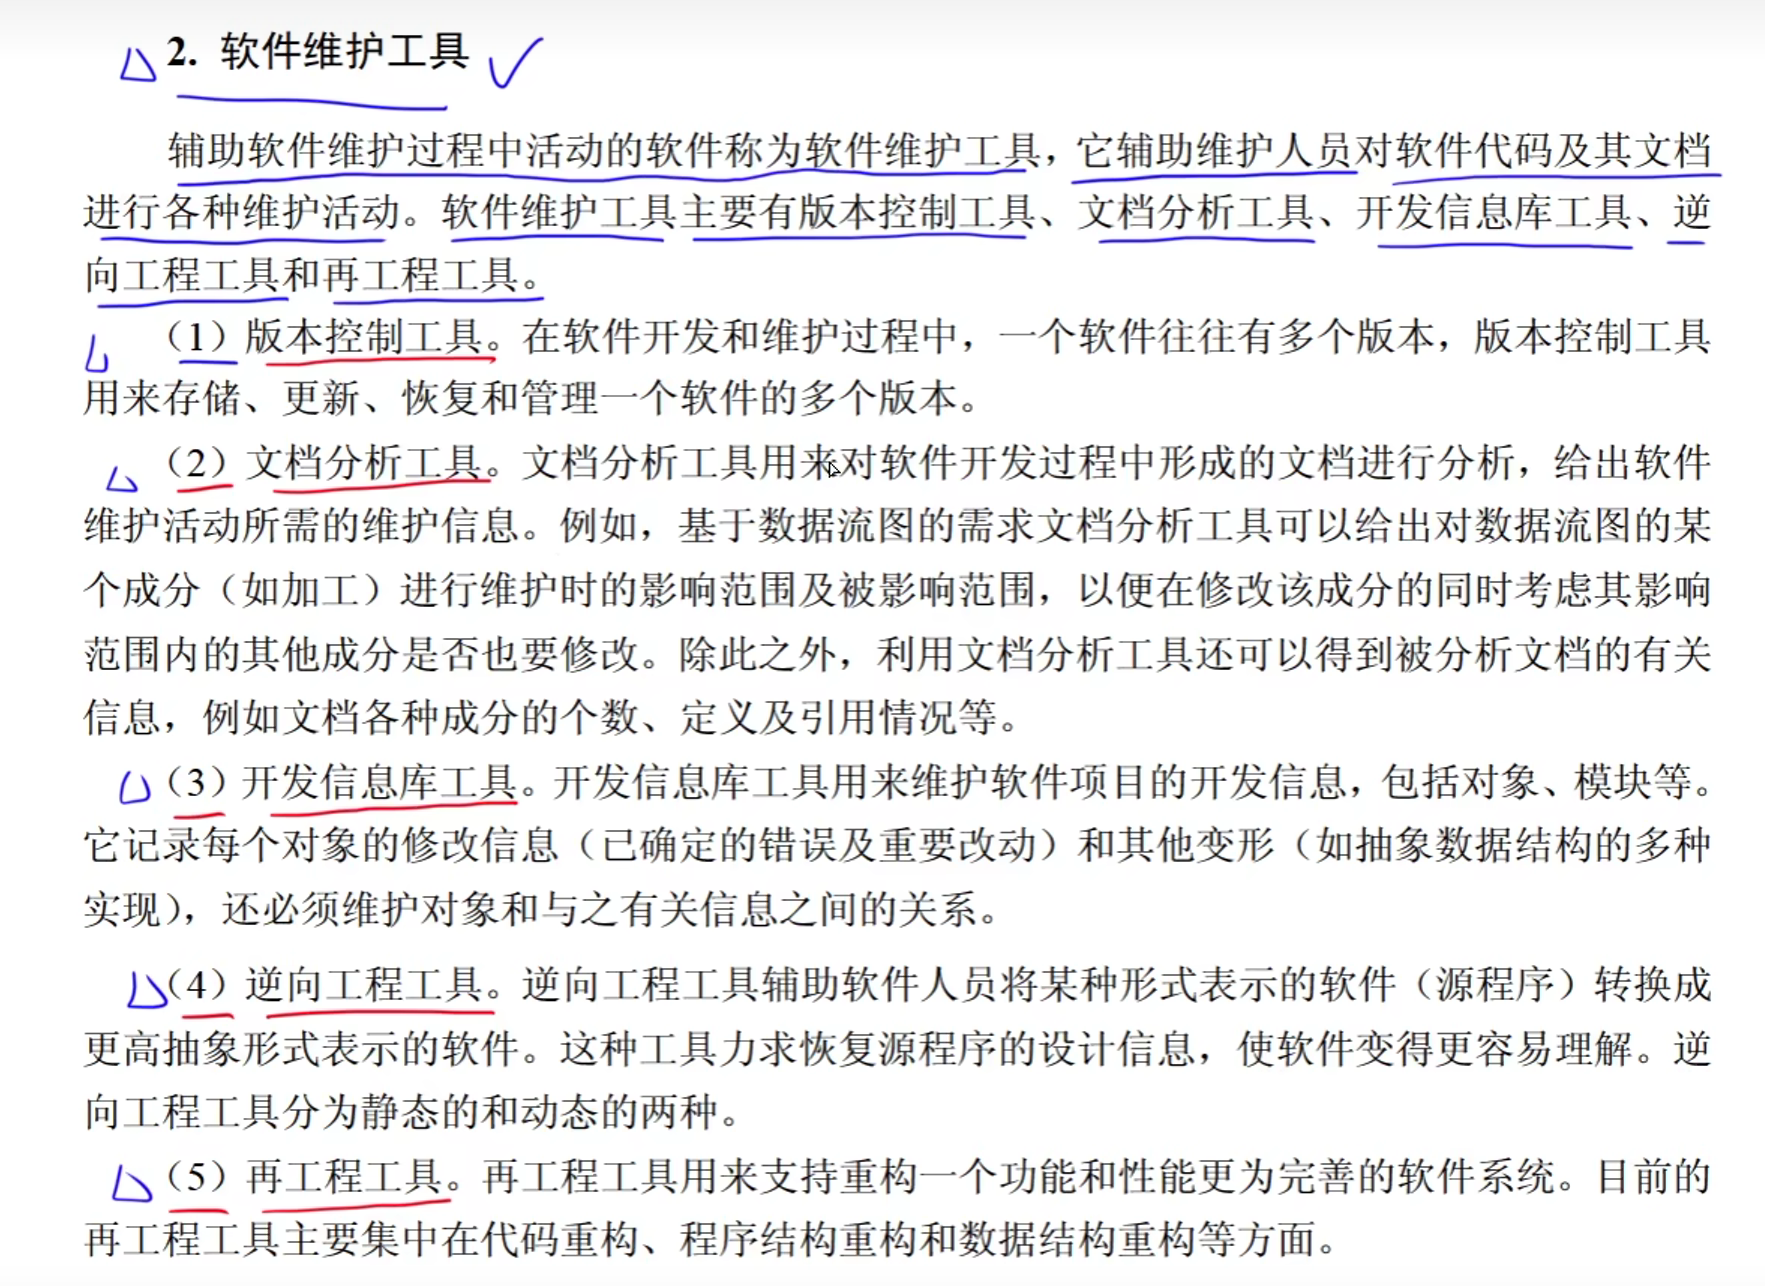 2. 软件维护工具
辅助软件维护过程中活动的软件称为软件维护工具，它辅助维护人员对软件代码及其文档
进行各种维护活动。软件维护工具主要有版本控制工具、文档分析工具、开发信息库工具、逆
向工程工具和再工程工具。
（1）版本控制工具。在软件开发和维护过程中，一个软件往往有多个版本，版本控制工具
用来存储、更新、恢复和管理一个软件的多个版本。
（2）文档分析工具。文档分析工具用来对软件开发过程中形成的文档进行分析，给出软件
维护活动所需的维护信息。例如，基于数据流图的需求文档分析工具可以给出对数据流图的某
个成分（如加工）进行维护时的影响范围及被影响范围，以便在修改该成分的同时考虑其影响
范围内的其他成分是否也要修改。除此之外，利用文档分析工具还可以得到被分析文档的有关
信息，例如文档各种成分的个数、定义及引用情况等。
（3）开发信息库工具。开发信息库工具用来维护软件项目的开发信息，包括对象、模块等。
它记录每个对象的修改信息（已确定的错误及重要改动）和其他变形（如抽象数据结构的多种
实现），还必须维护对象和与之有关信息之间的关系。
（4）逆向工程工具。逆向工程工具辅助软件人员将某种形式表示的软件（源程序）转换成
更高抽象形式表示的软件。这种工具力求恢复源程序的设计信息，使软件变得更容易理解。逆
向工程工具分为静态的和动态的两种。
（5）再工程工具。再工程工具用来支持重构一个功能和性能更为完善的软件系统。目前的
再工程工具主要集中在代码重构、程序结构重构和数据结构重构等方面。